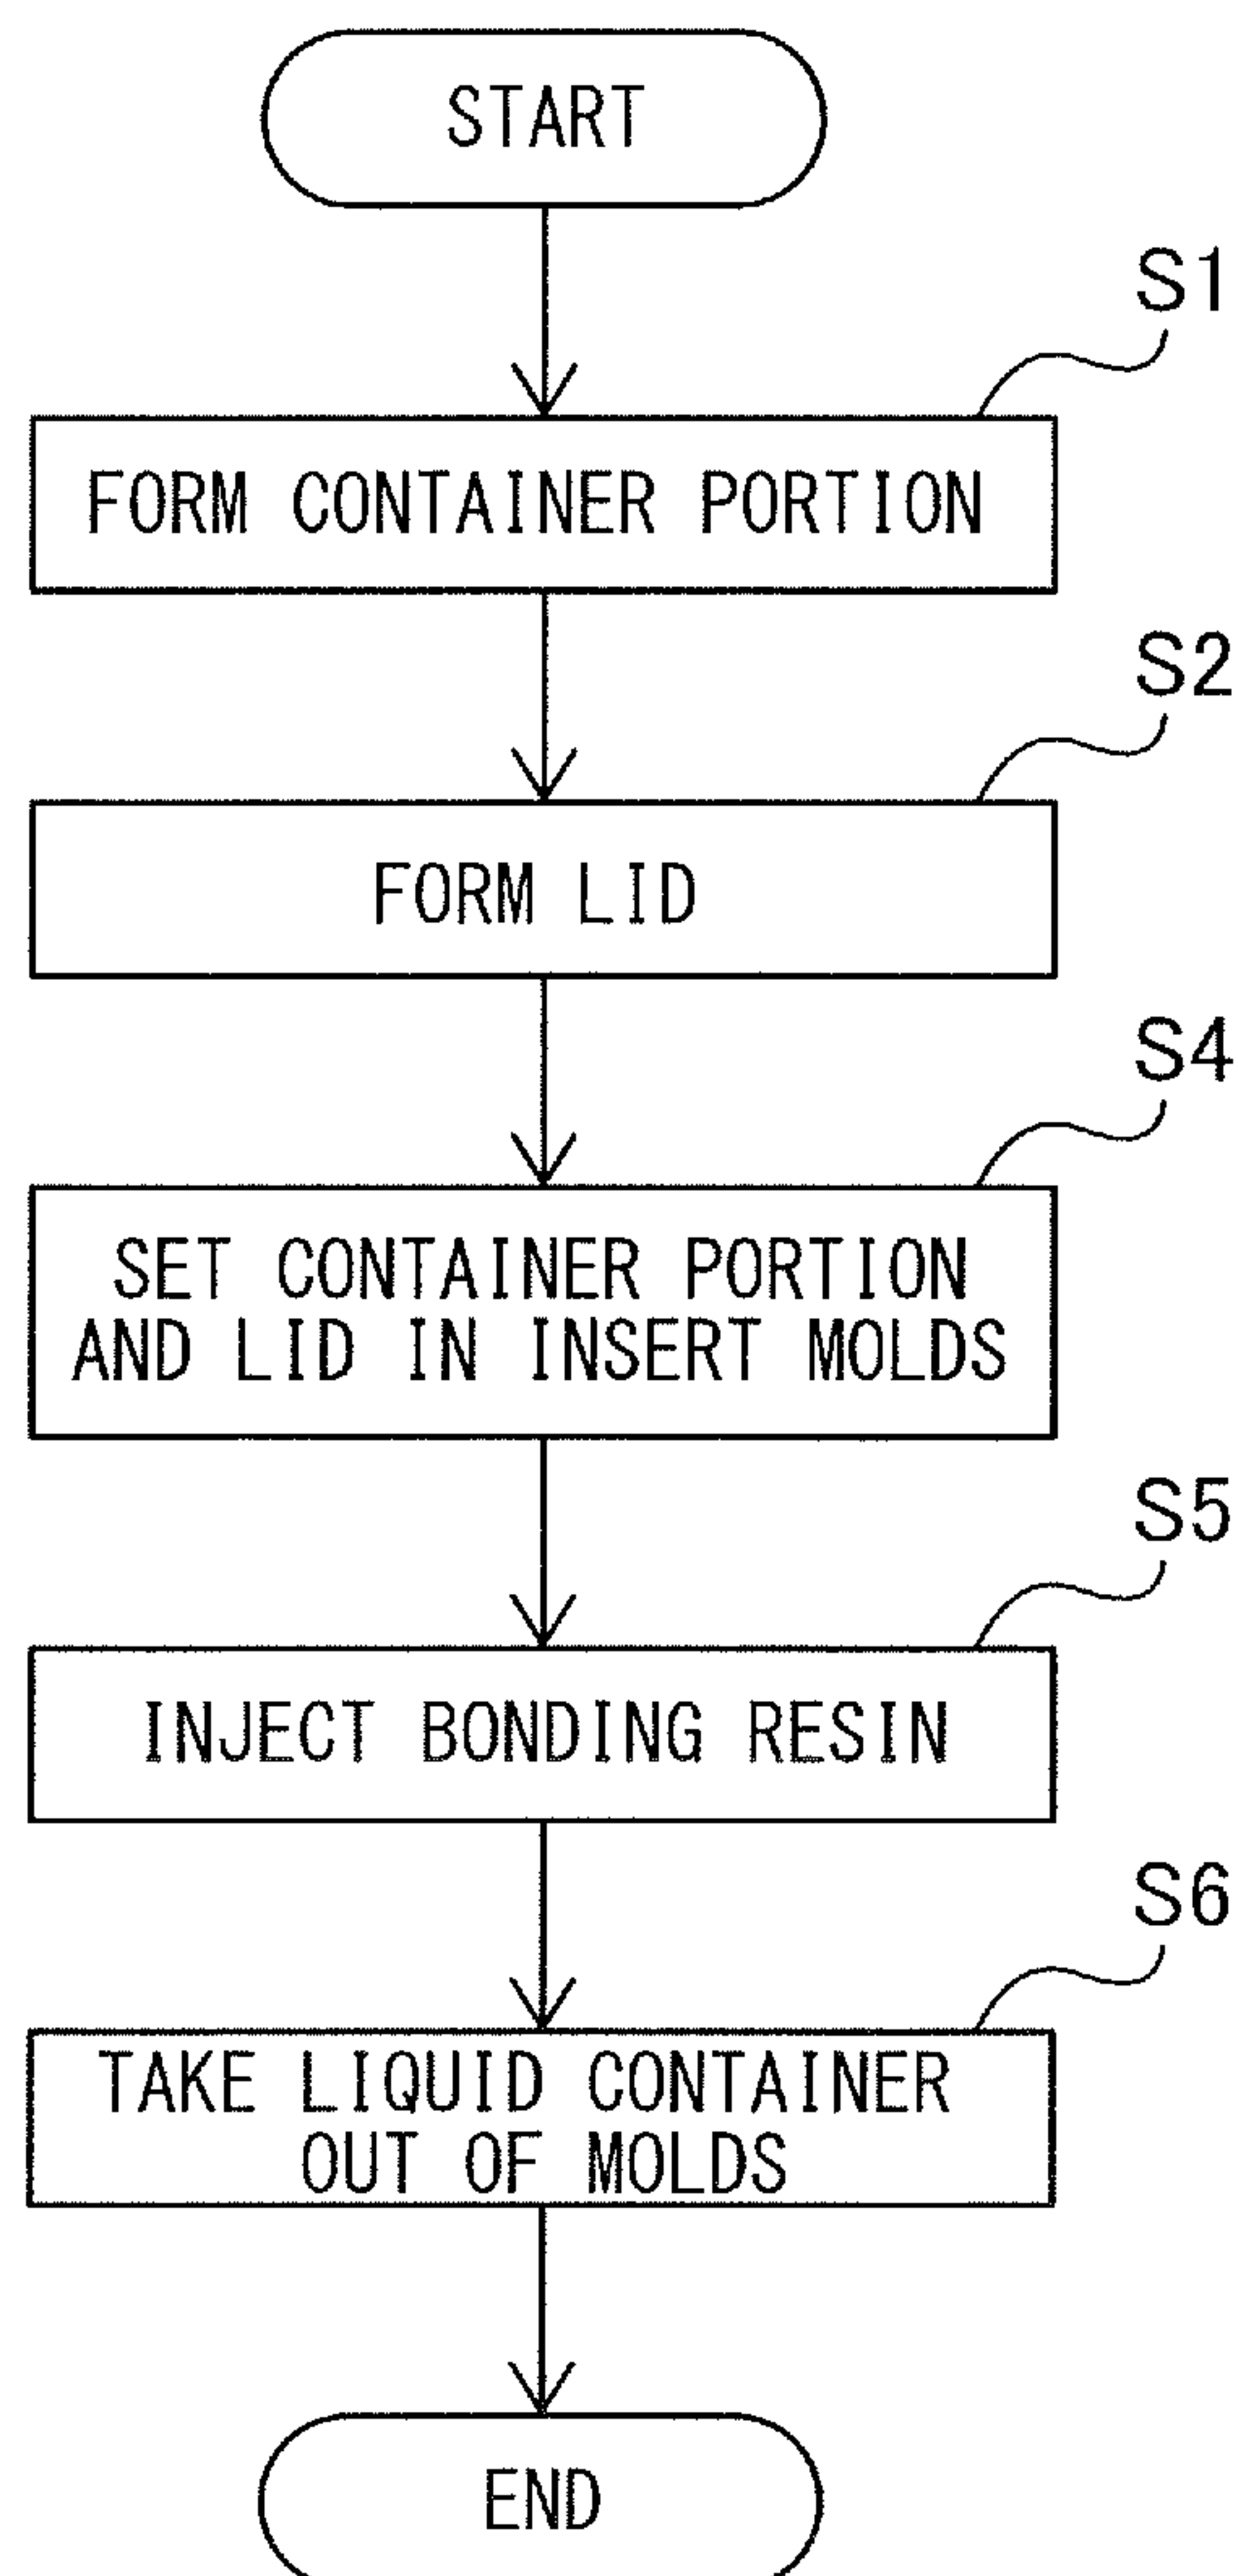 START
S1
FORM CONTAINER PORTION
S2
FORM LID
S4
SET CONTAINER PORTION
AND LID IN INSERT MOLDS
S5
INJECT BONDING RESIN
S6
TAKE LIQUID CONTAINER
OUT OF MOLDS
END